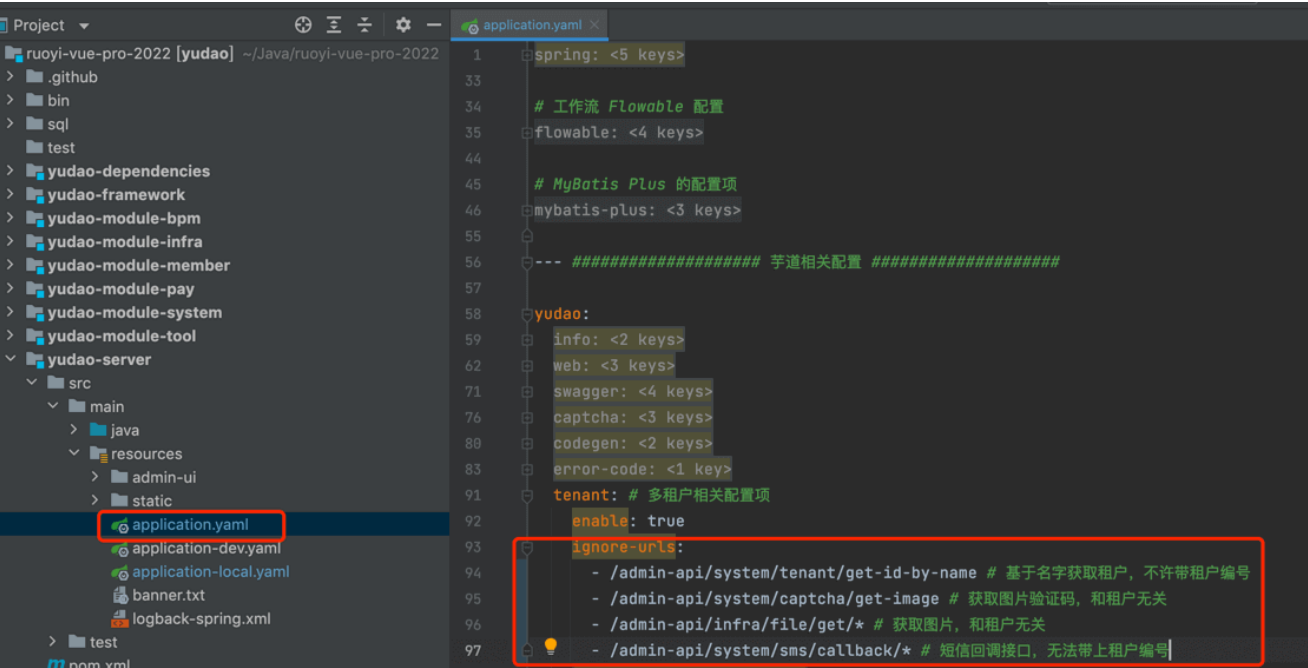 Project
ruoyi-vue-pro-2022 [yudao] ~/Java/ruoyi-vue-pro-2022
.github
bin
sql
test
yudao-dependencies
yudao-framework
yudao-module-bpm
yudao-module-infra
yudao-module-member
yudao-module-pay
yudao-module-system
yudao-module-tool
yudao-server
src
main
java
resources
admin-ui
static
application.yaml
application-dev.yaml
application-local.yaml
banner.txt
logback-spring.xml
test
pom.xml
application.yaml
1 spring: <5 keys>
33
34 # 工作流 Flowable 配置
35 flowable: <4 keys>
44
45 # MyBatis Plus 的配置项
46 mybatis-plus: <3 keys>
55
56 --- #################### 芋道相关配置 ####################
57
58 yudao:
59 info: <2 keys>
62 web: <3 keys>
71 swagger: <4 keys>
76 captcha: <3 keys>
80 codegen: <2 keys>
83 error-code: <1 key>
91 tenant: # 多租户相关配置项
92 enable: true
93 ignore-urls:
94 - /admin-api/system/tenant/get-id-by-name # 基于名字获取租户，不许带租户编号
95 - /admin-api/system/captcha/get-image # 获取图片验证码，和租户无关
96 - /admin-api/infra/file/get/* # 获取图片，和租户无关
97 - /admin-api/system/sms/callback/* # 短信回调接口，无法带上租户编号